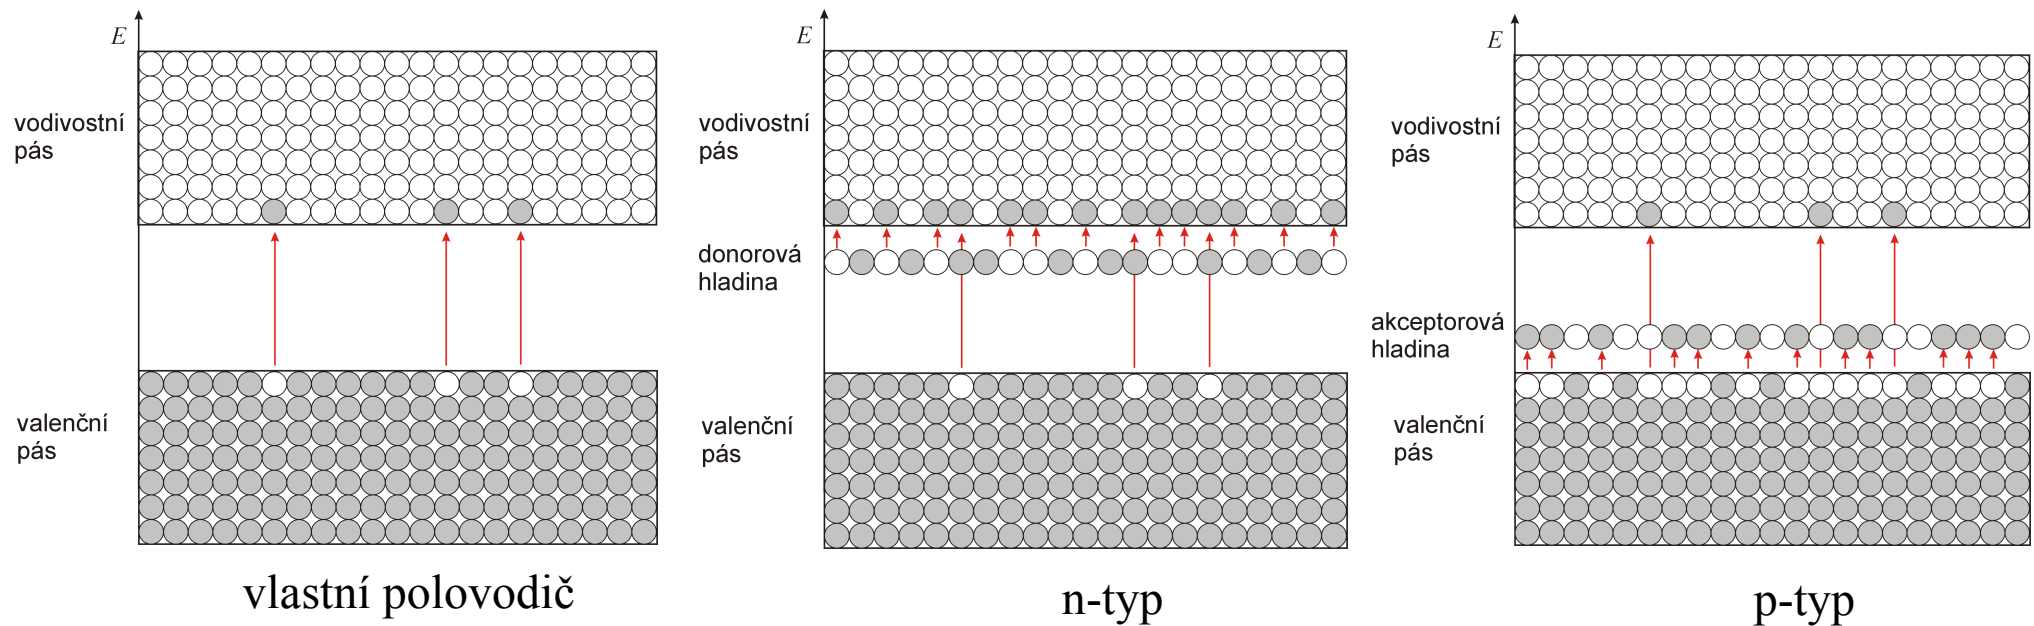 E
vodivostní
pás
valenční
pás
vlastní polovodič
E
vodivostní
pás
donorová
hladina
valenční
pás
n-typ
E
vodivostní
pás
akceptorová
hladina
valenční
pás
p-typ